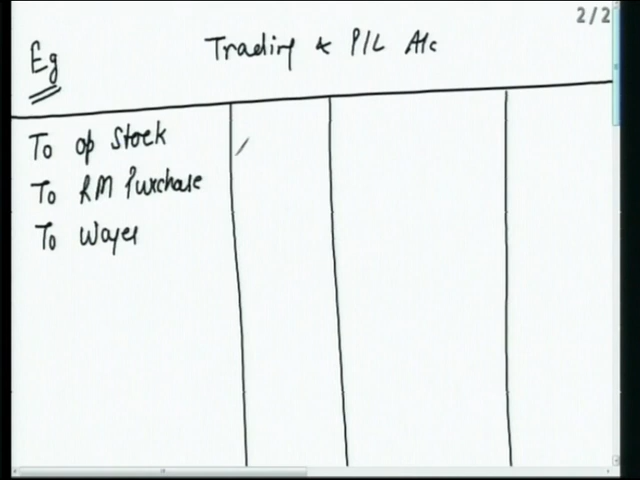 2/2
Eg
Trading & P/L A/c
To op Stock
To RM Purchase
To Wages